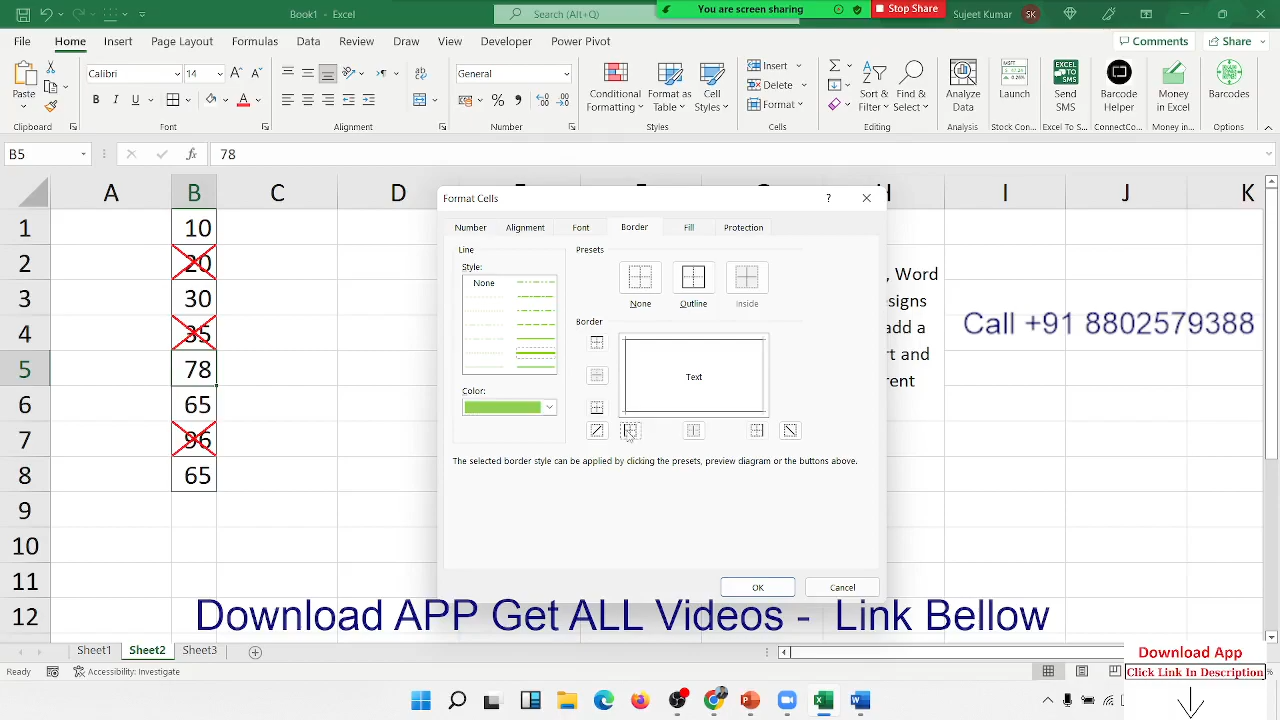 Book1 - Excel
Search (Alt+Q)
You are screen sharing
Stop Share
Sujeet Kumar
SK
File
Home
Insert
Page Layout
Formulas
Data
Review
View
Developer
Power Pivot
Draw
Comments
Share
Paste
Calibri
14
B I U
General
Conditional Formatting
Format as Table
Cell Styles
Insert
Delete
Format
Sort & Filter
Find & Select
Analyze Data
Launch
Send SMS
Barcode Helper
Money in Excel
Barcodes
Clipboard
Font
Alignment
Number
Styles
Cells
Editing
Analysis
Stock Con...
Excel To S...
ConnectCo...
Money in...
Options
B5
fx
78
A B C D H I J K
1 10
2 20
3 30
4 35
5 78
6 65
7 96
8 65
9
10
11
12
Format Cells
Number
Alignment
Font
Border
Fill
Protection
Line
Style:
None
Color:
Presets
None
Outline
Inside
Border
Text
The selected border style can be applied by clicking the presets, preview diagram or the buttons above.
OK
Cancel
, Word
signs
add a
rt and
rent
Call +91 8802579388
Download APP Get ALL Videos - Link Bellow
Sheet1
Sheet2
Sheet3
Ready
Accessibility: Investigate
Download App
Click Link In Description